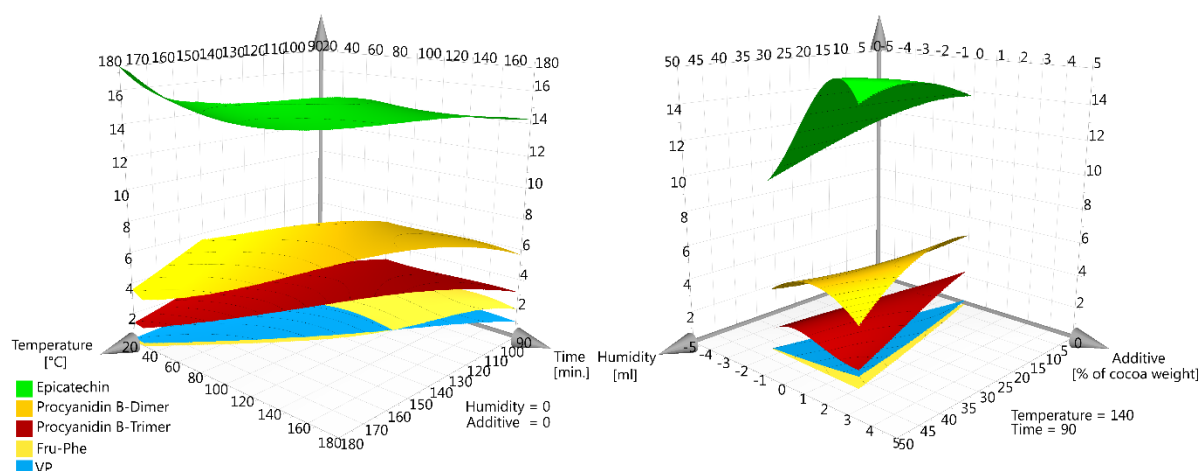 180 170 160 150 140 130 120 110 100 90 20 40 60 80 100 120 140 160 180
16
14
12
10
8
6
4
2
16
14
12
10
8
6
4
2
Temperature
[°C]
20 40 60 80 100 120 140 160 180
180 170 160 150 140 130 120 110 100 90
Time
[min.]
Humidity = 0
Additive = 0
Epicatechin
Procyanidin B-Dimer
Procyanidin B-Trimer
Fru-Phe
VP
50 45 40 35 30 25 20 15 10 5 0 -5 -4 -3 -2 -1 0 1 2 3 4 5
14
12
10
8
6
4
2
14
12
10
8
6
4
2
Humidity
[ml]
-5 -4 -3 -2 -1 0 1 2 3 4 5
50 45 40 35 30 25 20 15 10 5 0
Additive
[% of cocoa weight]
Temperature = 140
Time = 90